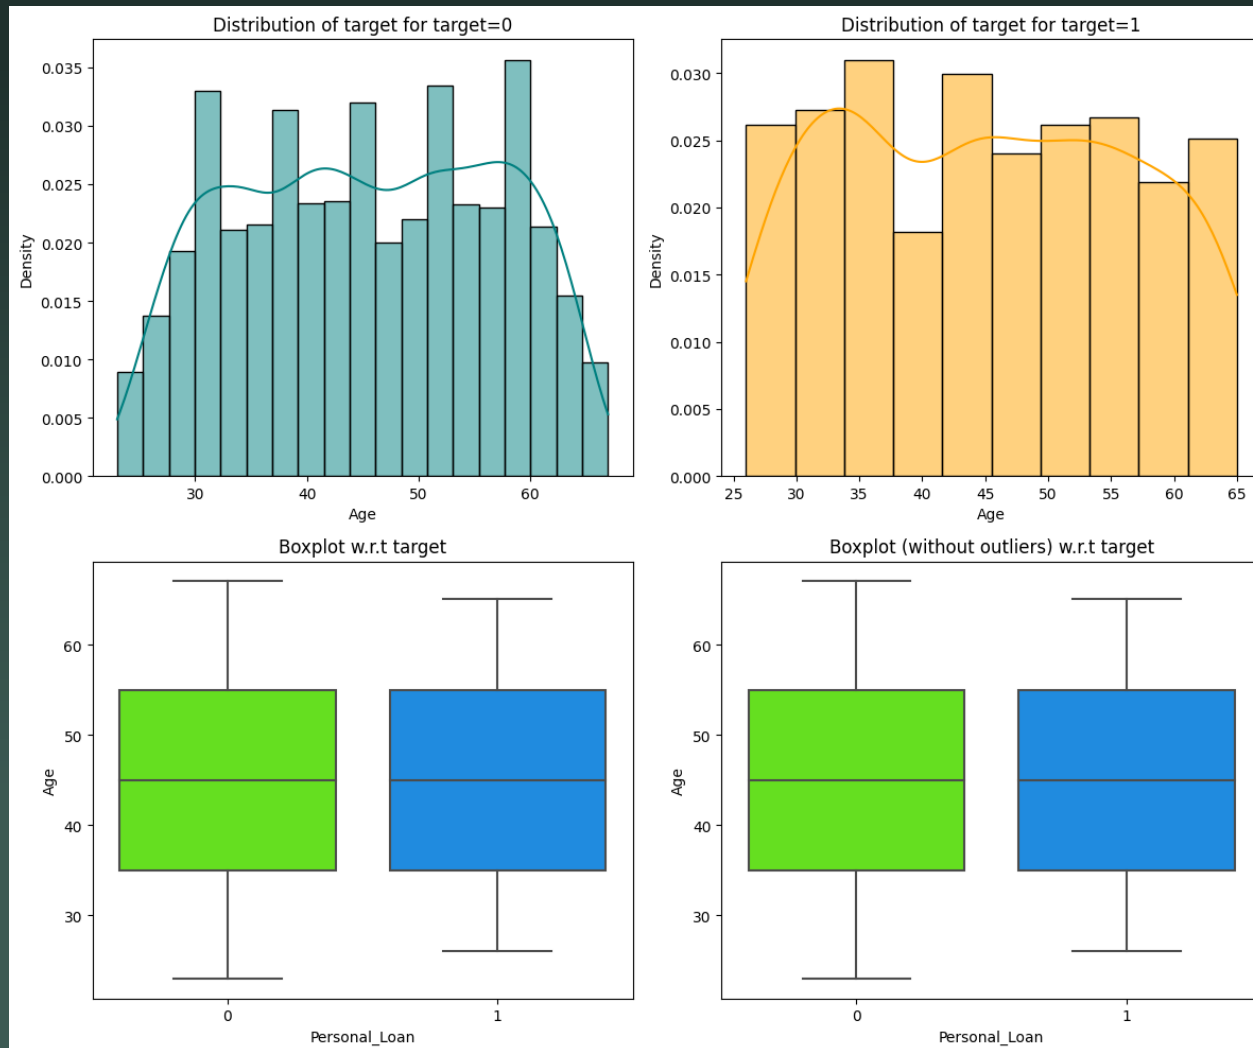 Distribution of target for target=0
0.035
0.030
0.025
0.020
0.015
0.010
0.005
0.000
Density
30 40 50 60
Age
Distribution of target for target=1
0.030
0.025
0.020
0.015
0.010
0.005
0.000
Density
25 30 35 40 45 50 55 60 65
Age
Boxplot w.r.t target
60
50
40
30
Age
0 1
Personal_Loan
Boxplot (without outliers) w.r.t target
60
50
40
30
Age
0 1
Personal_Loan